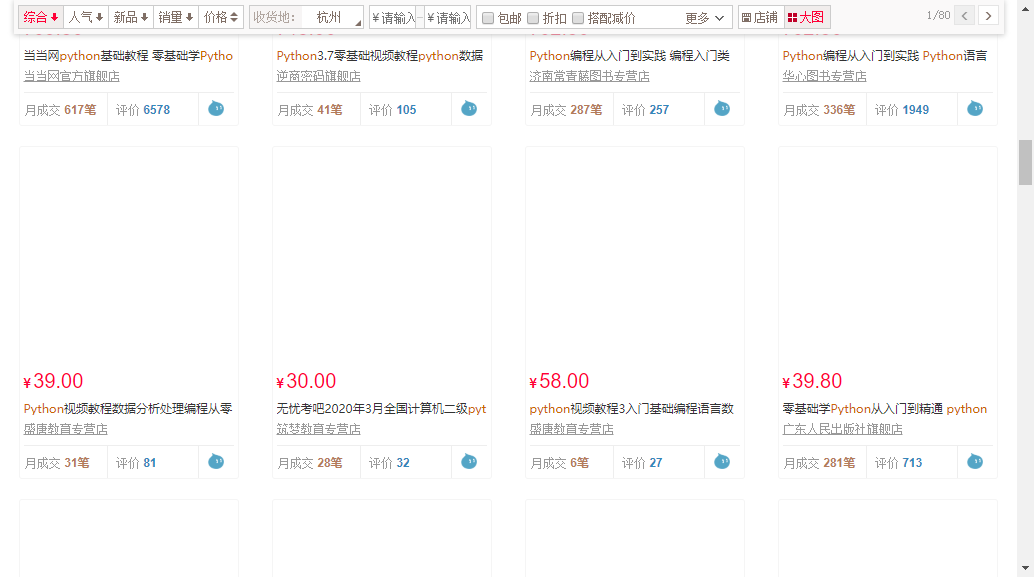 综合 人气 新品 销量 价格 收货地: 杭州 ¥请输入 - ¥请输入 包邮 折扣 搭配减价 更多 店铺 大图 1/80
当当网python基础教程 零基础学Pytho
当当网官方旗舰店
月成交 617笔 评价 6578
Python3.7零基础视频教程python数据
逆商密码旗舰店
月成交 41笔 评价 105
Python编程从入门到实践 编程入门类
济南常青藤图书专营店
月成交 287笔 评价 257
Python编程从入门到实践 Python语言
华心图书专营店
月成交 336笔 评价 1949
¥39.00
Python视频教程数据分析处理编程从零
盛唐教育专营店
月成交 31笔 评价 81
¥30.00
无忧考吧2020年3月全国计算机二级pyt
筑梦教育专营店
月成交 28笔 评价 32
¥58.00
python视频教程3入门基础编程语言数
盛唐教育专营店
月成交 6笔 评价 27
¥39.80
零基础学Python从入门到精通 python
广东人民出版社旗舰店
月成交 281笔 评价 713